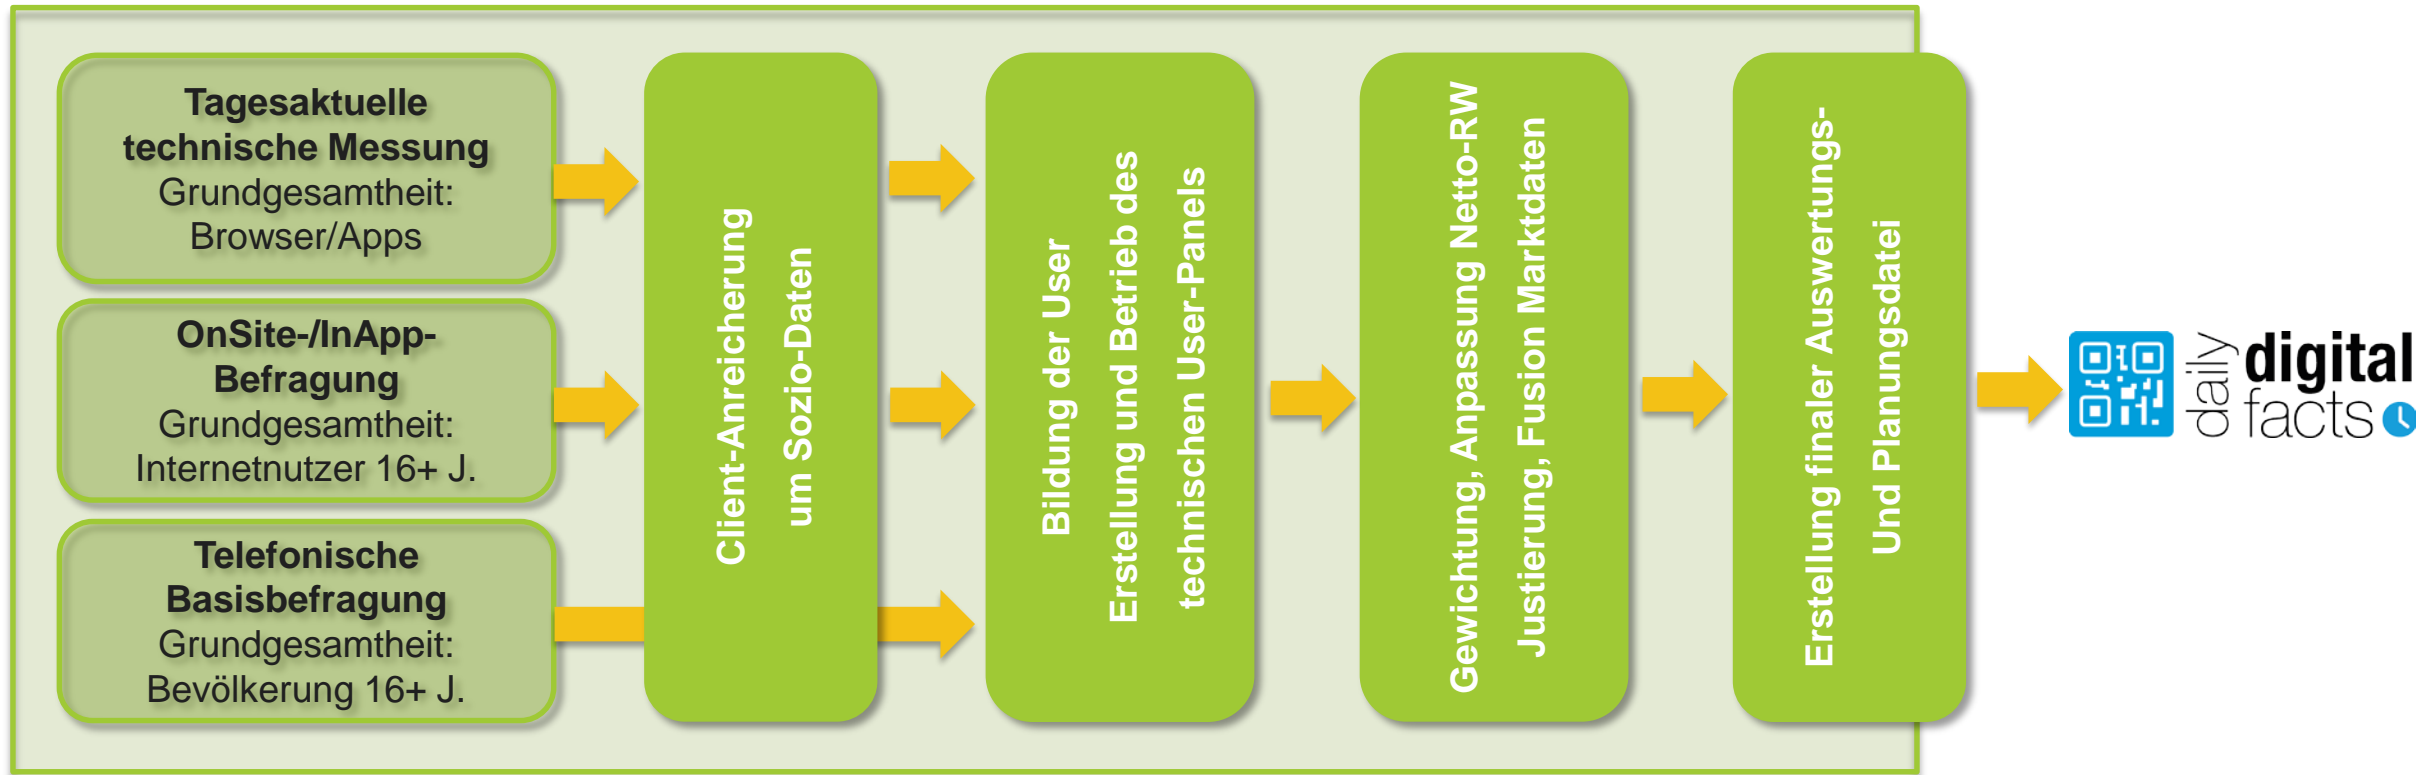 Tagesaktuelle
technische Messung
Grundgesamtheit:
Browser/Apps
OnSite-/InApp-
Befragung
Grundgesamtheit:
Internetnutzer 16+ J.
Telefonische
Basisbefragung
Grundgesamtheit:
Bevölkerung 16+ J.
Client-Anreicherung
um Sozio-Daten
Bildung der User
Erstellung und Betrieb des
technischen User-Panels
Gewichtung, Anpassung Netto-RW
Justierung, Fusion Marktdaten
Erstellung finaler Auswertungs-
Und Planungsdatei
daily
digital
facts